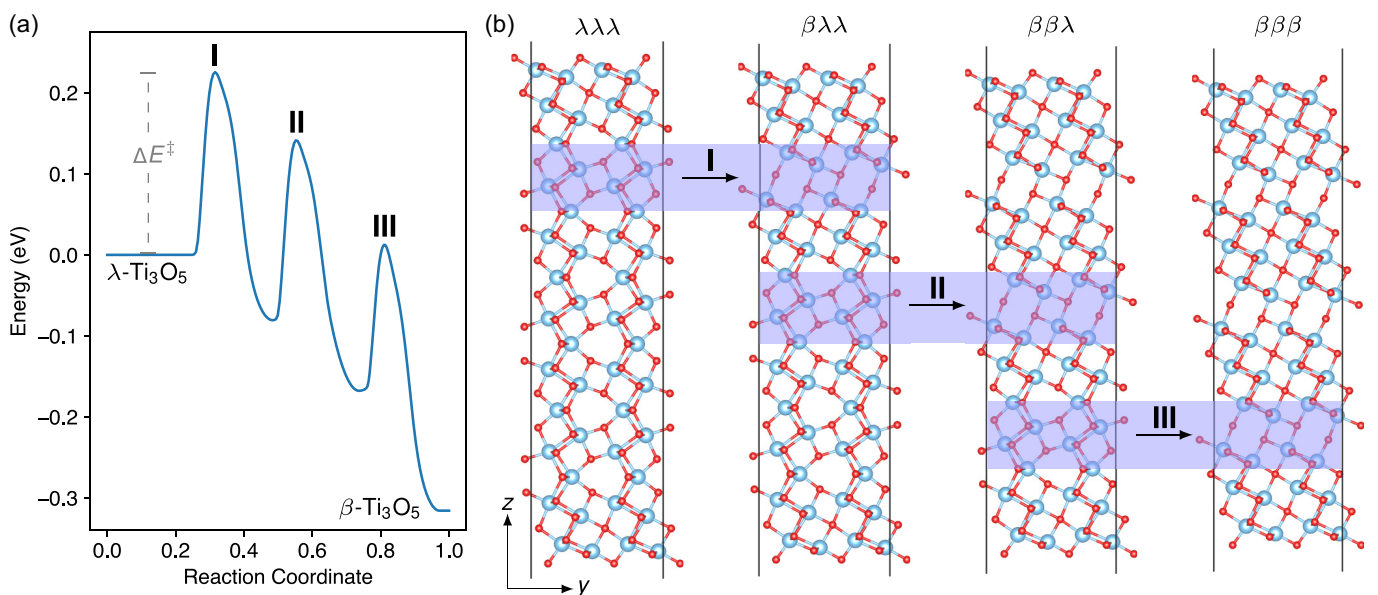 (a)
I
II
III
ΔE‡
λ-Ti₃O₅
β-Ti₃O₅
Energy (eV)
0.2
0.1
0.0
−0.1
−0.2
−0.3
0.0 0.2 0.4 0.6 0.8 1.0
Reaction Coordinate
(b)
λλλ βλλ ββλ βββ
I
II
III
z
y